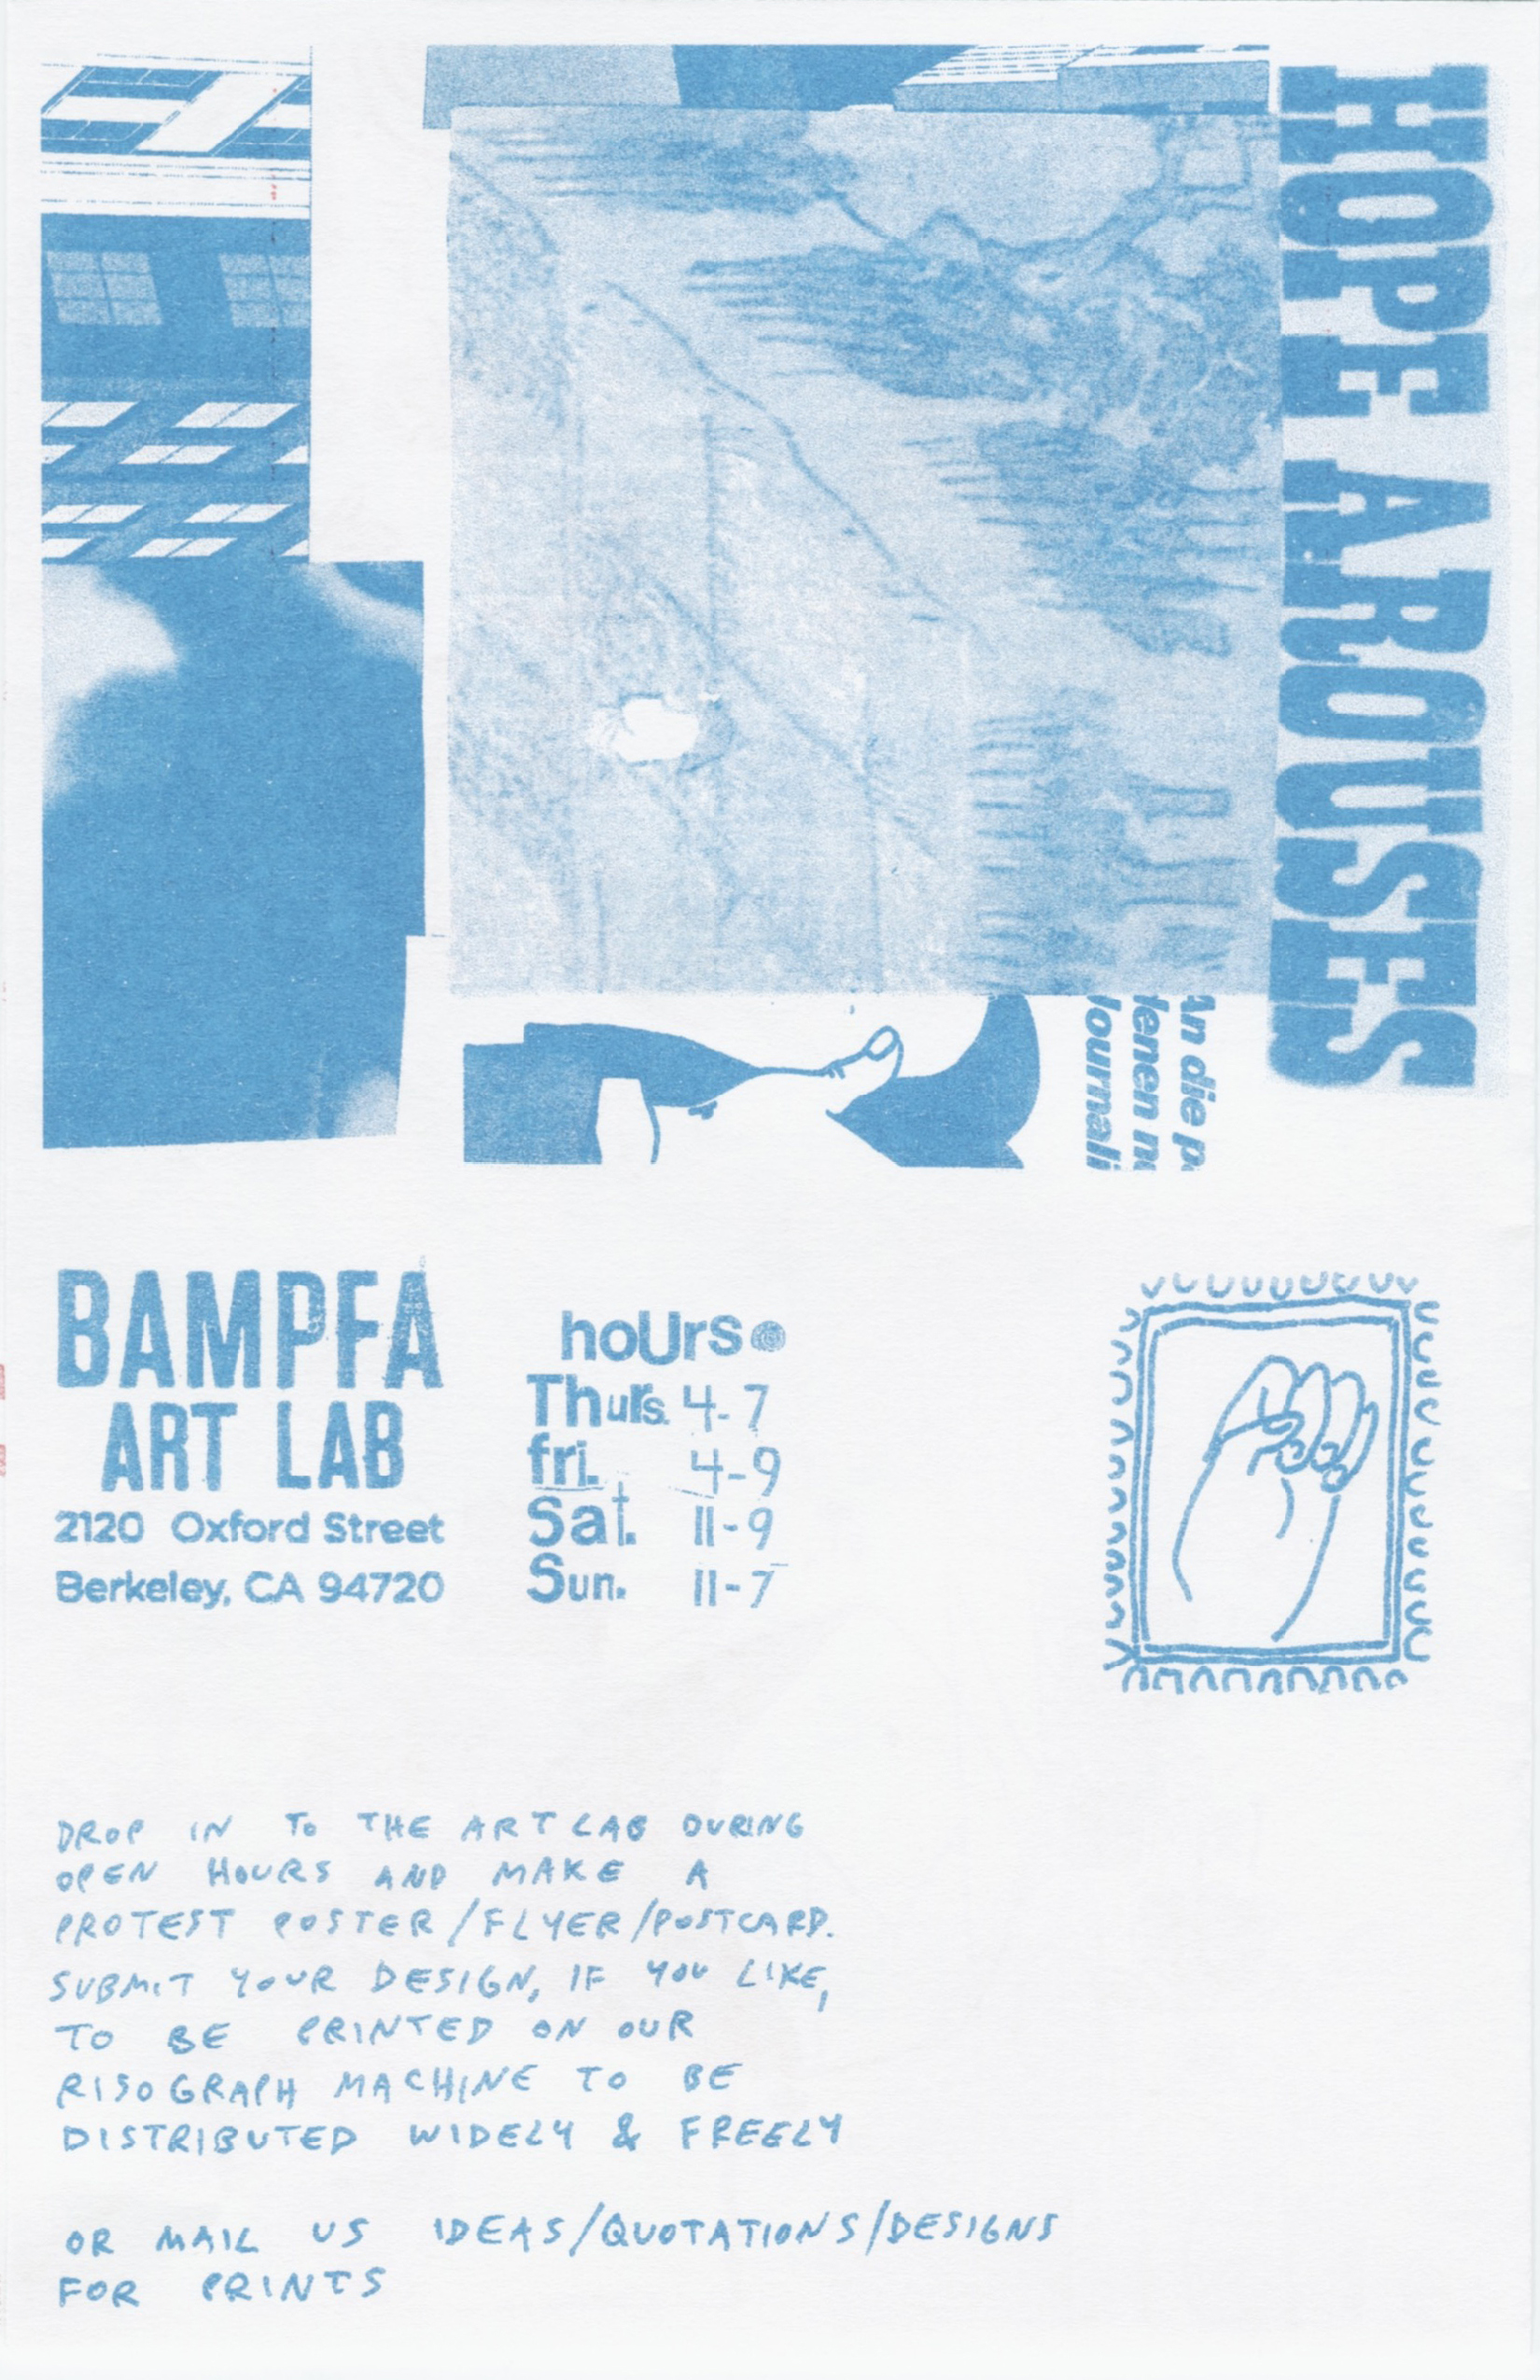 HOPE AROUSES
An die p
denen n
Journali
BAMPFA
ART LAB
2120 Oxford Street
Berkeley, CA 94720
hoUrs
Thurs. 4-7
fri. 4-9
Sat. 11-9
Sun. 11-7
DROP IN TO THE ART LAB DURING
OPEN HOURS AND MAKE A
PROTEST POSTER/FLYER/POSTCARD.
SUBMIT YOUR DESIGN, IF YOU LIKE,
TO BE PRINTED ON OUR
RISOGRAPH MACHINE TO BE
DISTRIBUTED WIDELY & FREELY
OR MAIL US IDEAS/QUOTATIONS/DESIGNS
FOR PRINTS